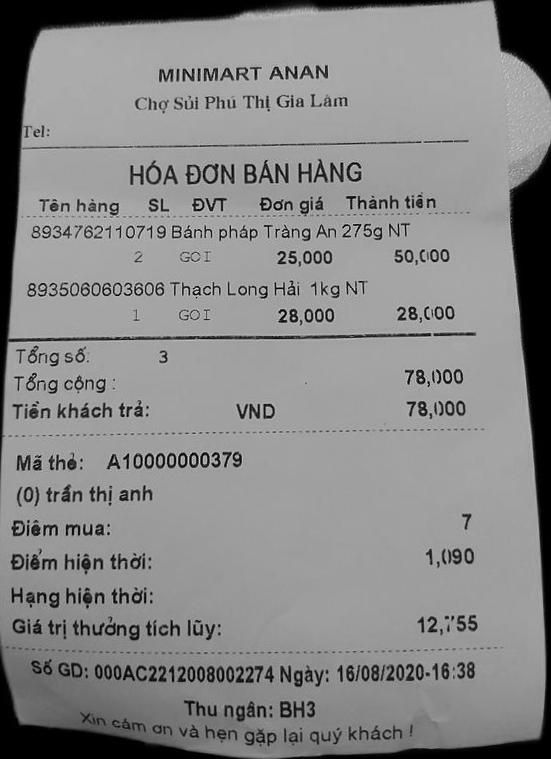 MINIMART ANAN
Chợ Sủi Phú Thị Gia Lâm
Tel:
HÓA ĐƠN BÁN HÀNG
Tên hàng SL ĐVT Đơn giá Thành tiền
8934762110719 Bánh pháp Tràng An 275g NT
2 GOI 25,000 50,000
8935060603606 Thạch Long Hải 1kg NT
1 GOI 28,000 28,000
Tổng số: 3
Tổng cộng : 78,000
Tiền khách trả: VND 78,000
Mã thẻ: A10000000379
(0) trần thị anh
Điểm mua: 7
Điểm hiện thời: 1,090
Hạng hiện thời:
Giá trị thưởng tích lũy: 12,755
Số GD: 000AC2212008002274 Ngày: 16/08/2020-16:38
Thu ngân: BH3
Xin cám ơn và hẹn gặp lại quý khách !